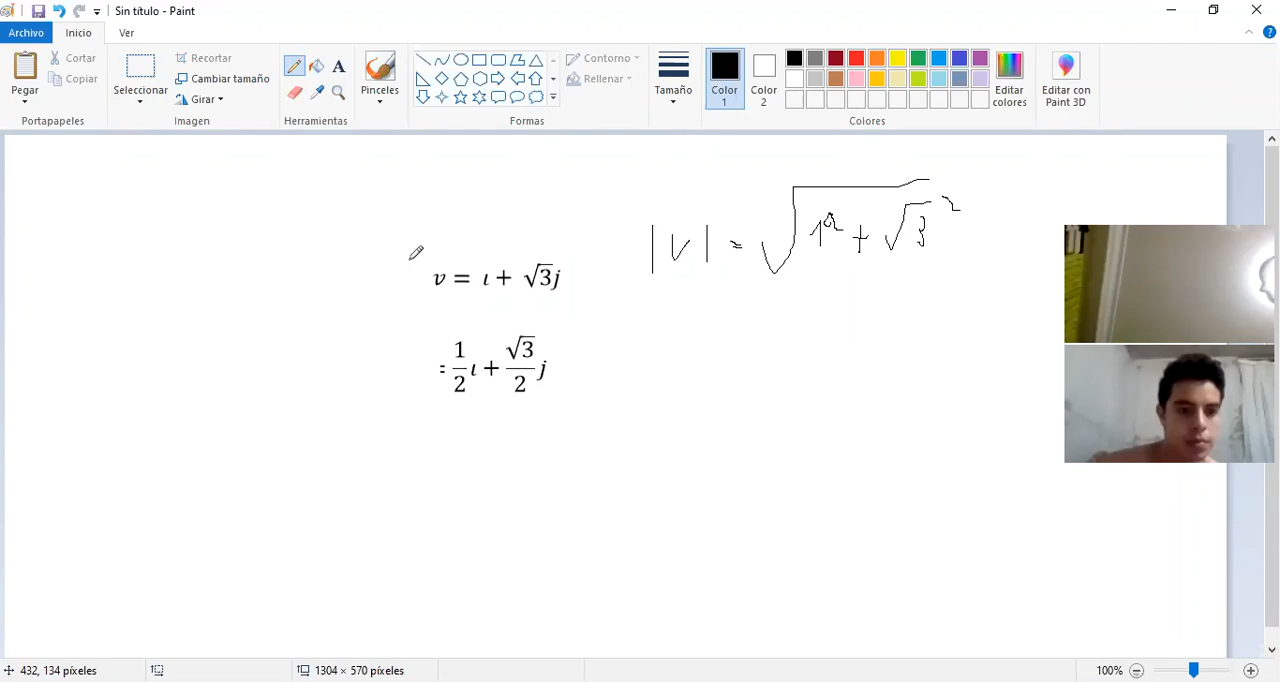 Sin título - Paint
Archivo Inicio Ver
Pegar
Cortar
Copiar
Portapapeles
Seleccionar
Recortar
Cambiar tamaño
Girar
Imagen
A
Herramientas
Pinceles
Contorno
Rellenar
Formas
Tamaño
Color 1
Color 2
Editar colores
Colores
Editar con Paint 3D
|v| = √(1² + √3²)
v = ι + √3j
= 1/2 ι + √3/2 j
432, 134 píxeles
1304 × 570 píxeles
100%